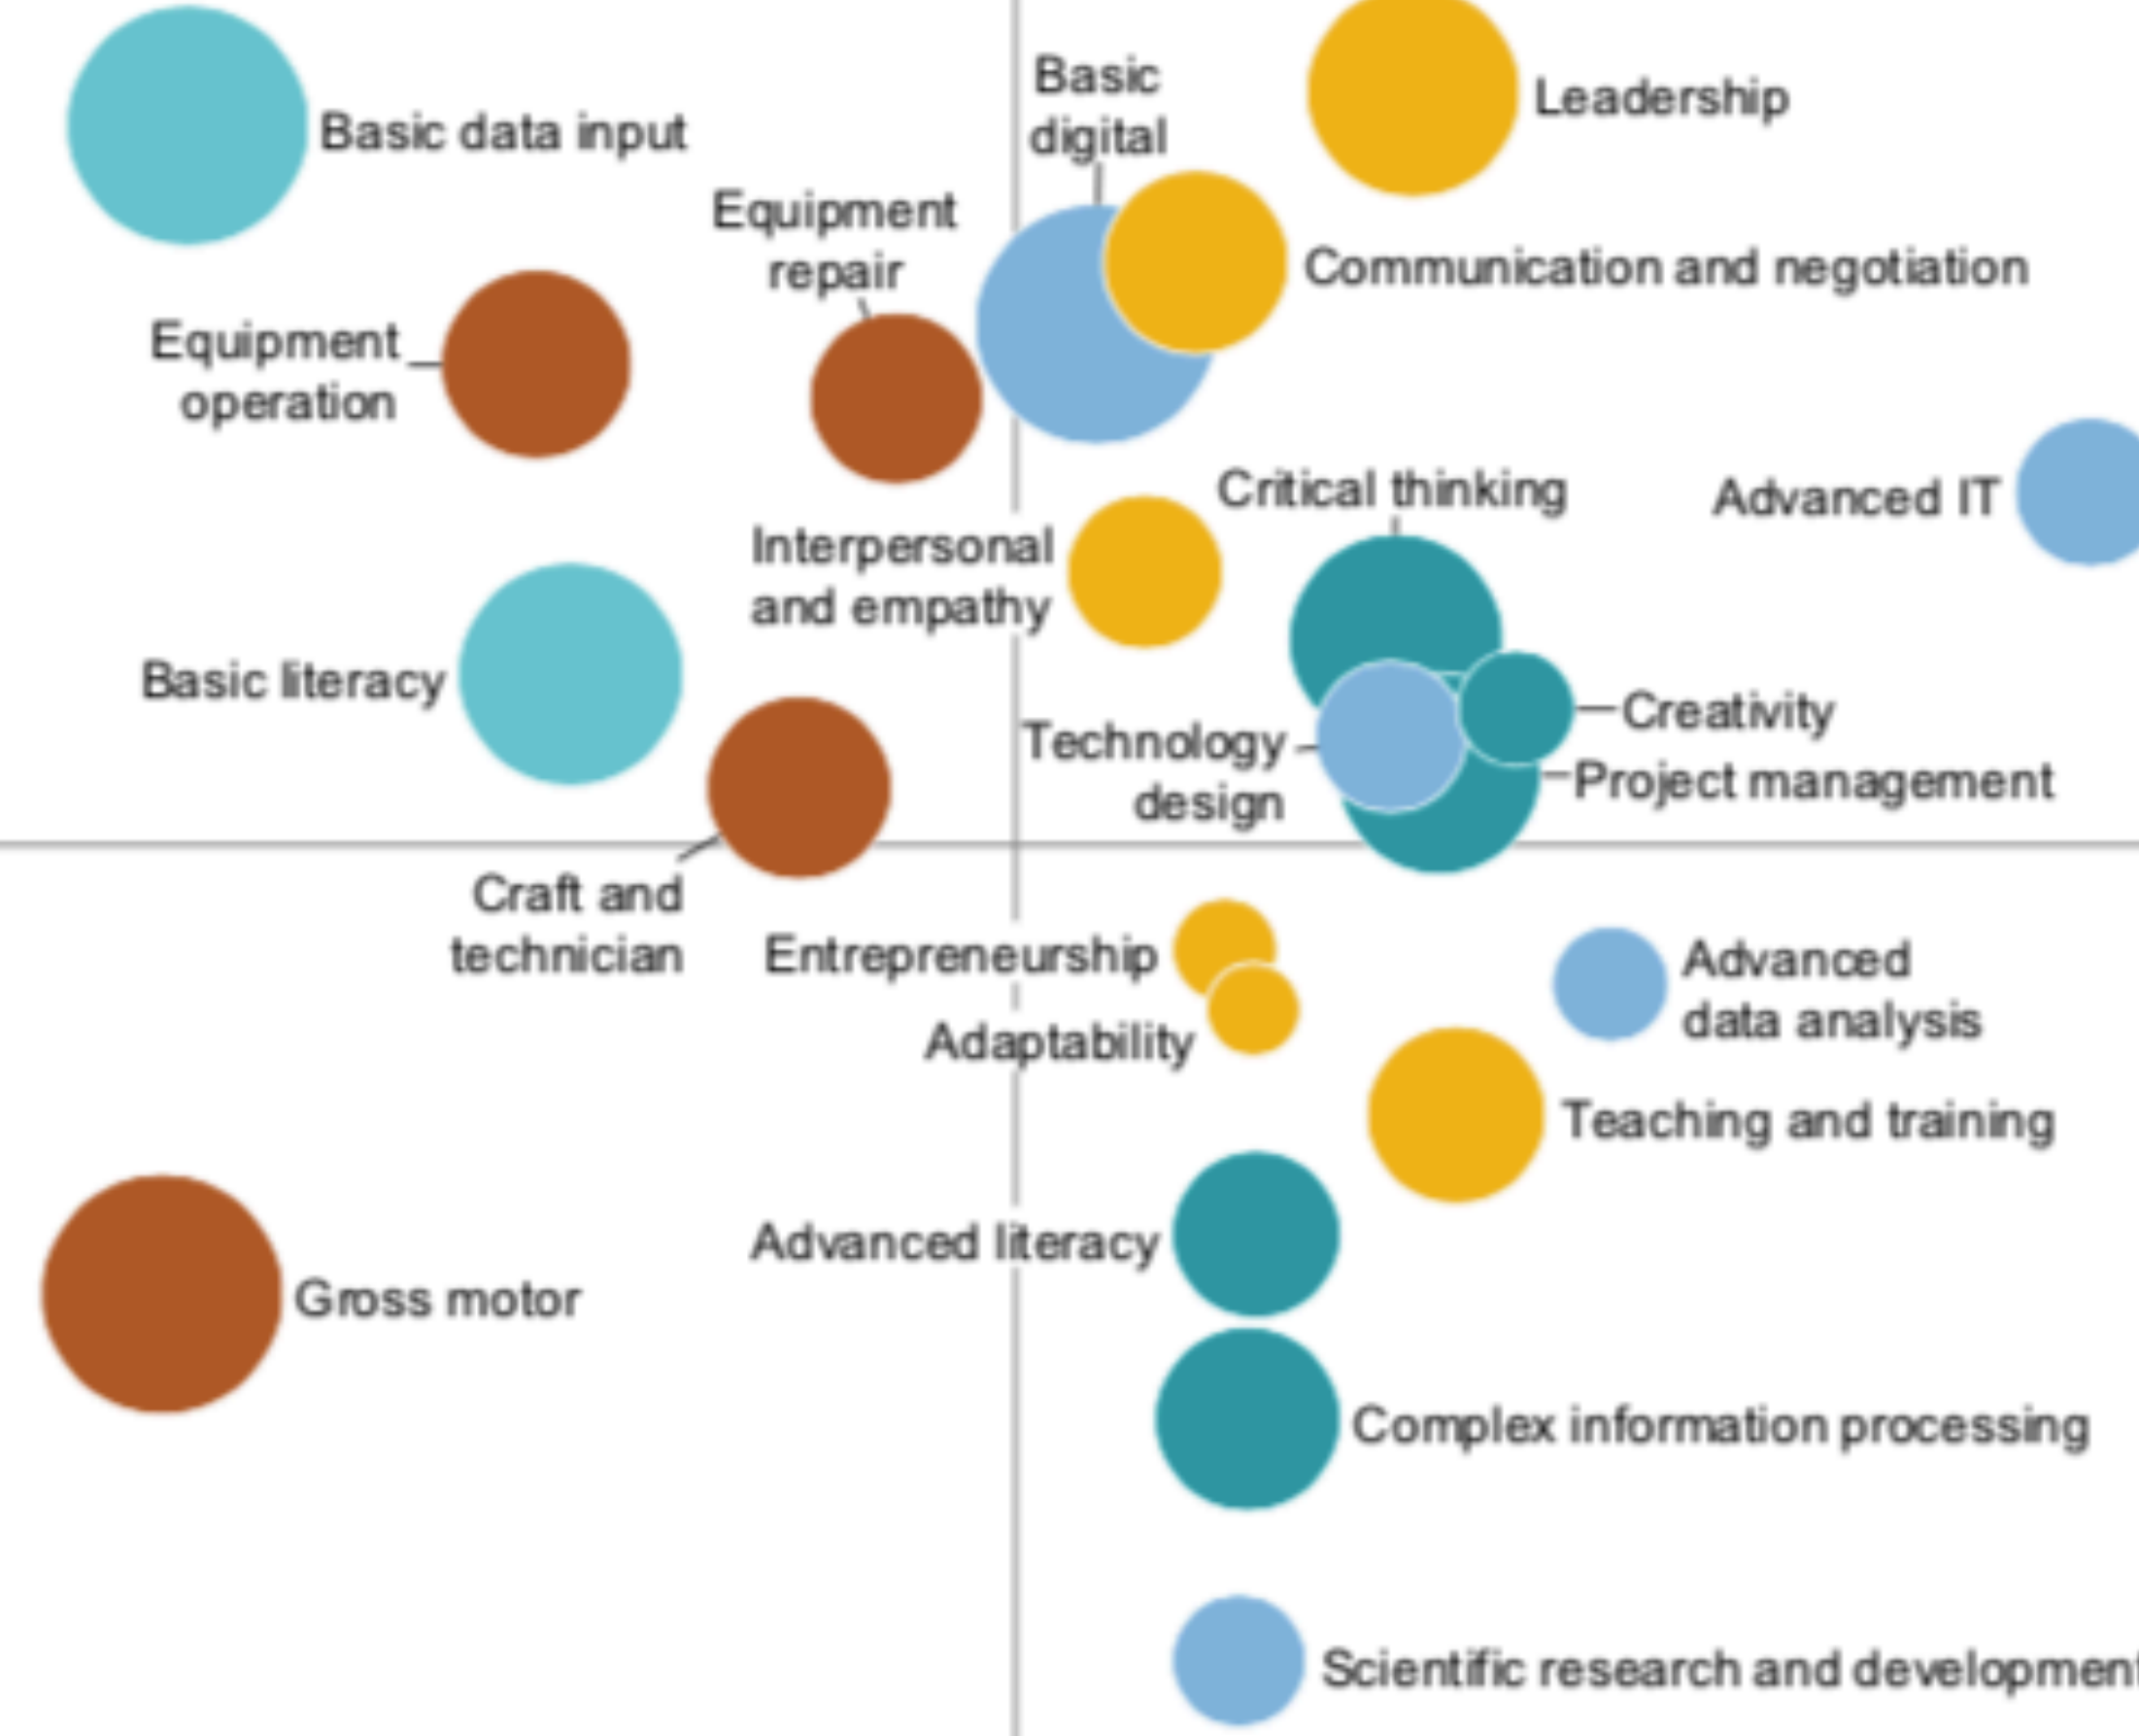 Basic
digital
Leadership
Basic data input
Equipment
repair
Communication and negotiation
Equipment
operation
Critical thinking
Advanced IT
Interpersonal
and empathy
Basic literacy
Creativity
Technology
design
Project management
Craft and
technician
Entrepreneurship
Advanced
data analysis
Adaptability
Teaching and training
Advanced literacy
Gross motor
Complex information processing
Scientific research and development